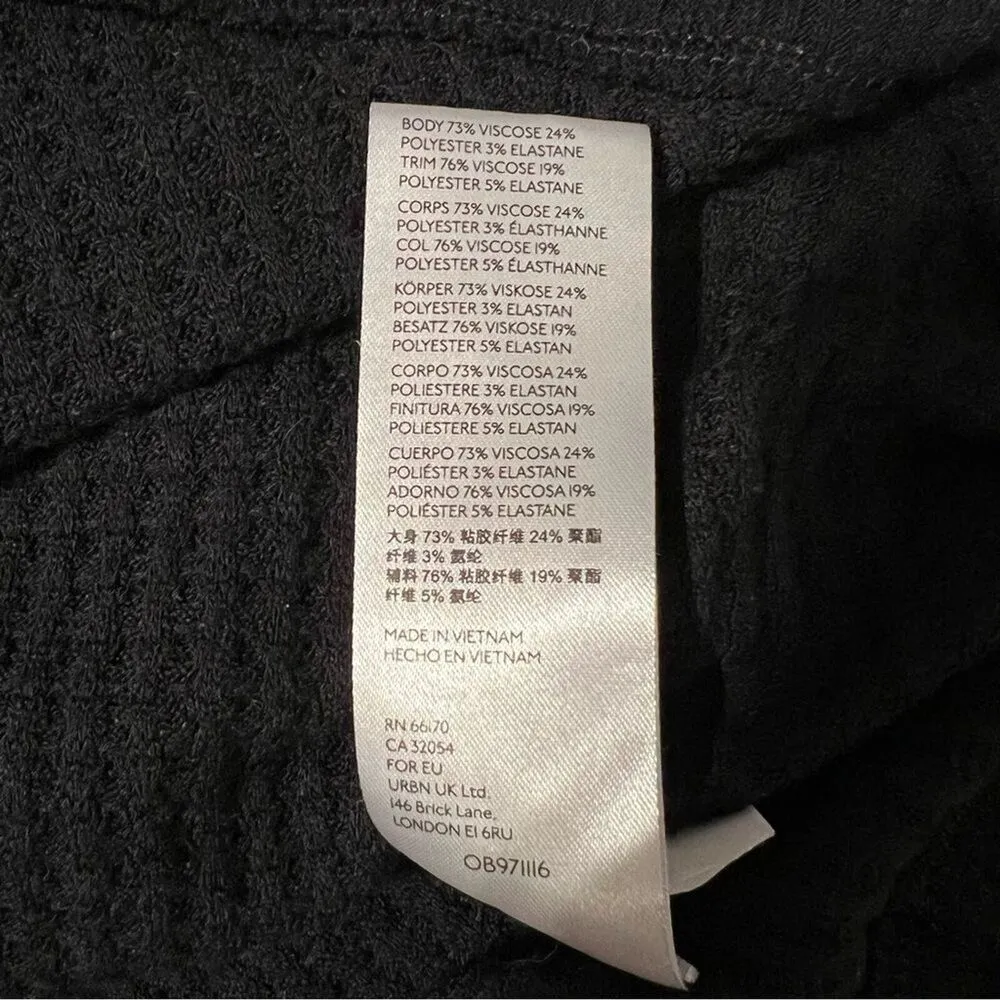 BODY 73% VISCOSE 24%
POLYESTER 3% ELASTANE
TRIM 76% VISCOSE 19%
POLYESTER 5% ELASTANE
CORPS 73% VISCOSE 24%
POLYESTER 3% ÉLASTHANNE
COL 76% VISCOSE 19%
POLYESTER 5% ÉLASTHANNE
KÖRPER 73% VISKOSE 24%
POLYESTER 3% ELASTAN
BESATZ 76% VISKOSE 19%
POLYESTER 5% ELASTAN
CORPO 73% VISCOSA 24%
POLIESTERE 3% ELASTAN
FINITURA 76% VISCOSA 19%
POLIESTERE 5% ELASTAN
CUERPO 73% VISCOSA 24%
POLIÉSTER 3% ELASTANE
ADORNO 76% VISCOSA 19%
POLIÉSTER 5% ELASTANE
大身 73% 粘胶纤维 24% 聚酯
纤维 3% 氨纶
辅料 76% 粘胶纤维 19% 聚酯
纤维 5% 氨纶
MADE IN VIETNAM
HECHO EN VIETNAM
RN 66170
CA 32054
FOR EU
URBN UK Ltd.
146 Brick Lane,
LONDON E1 6RU
OB971116